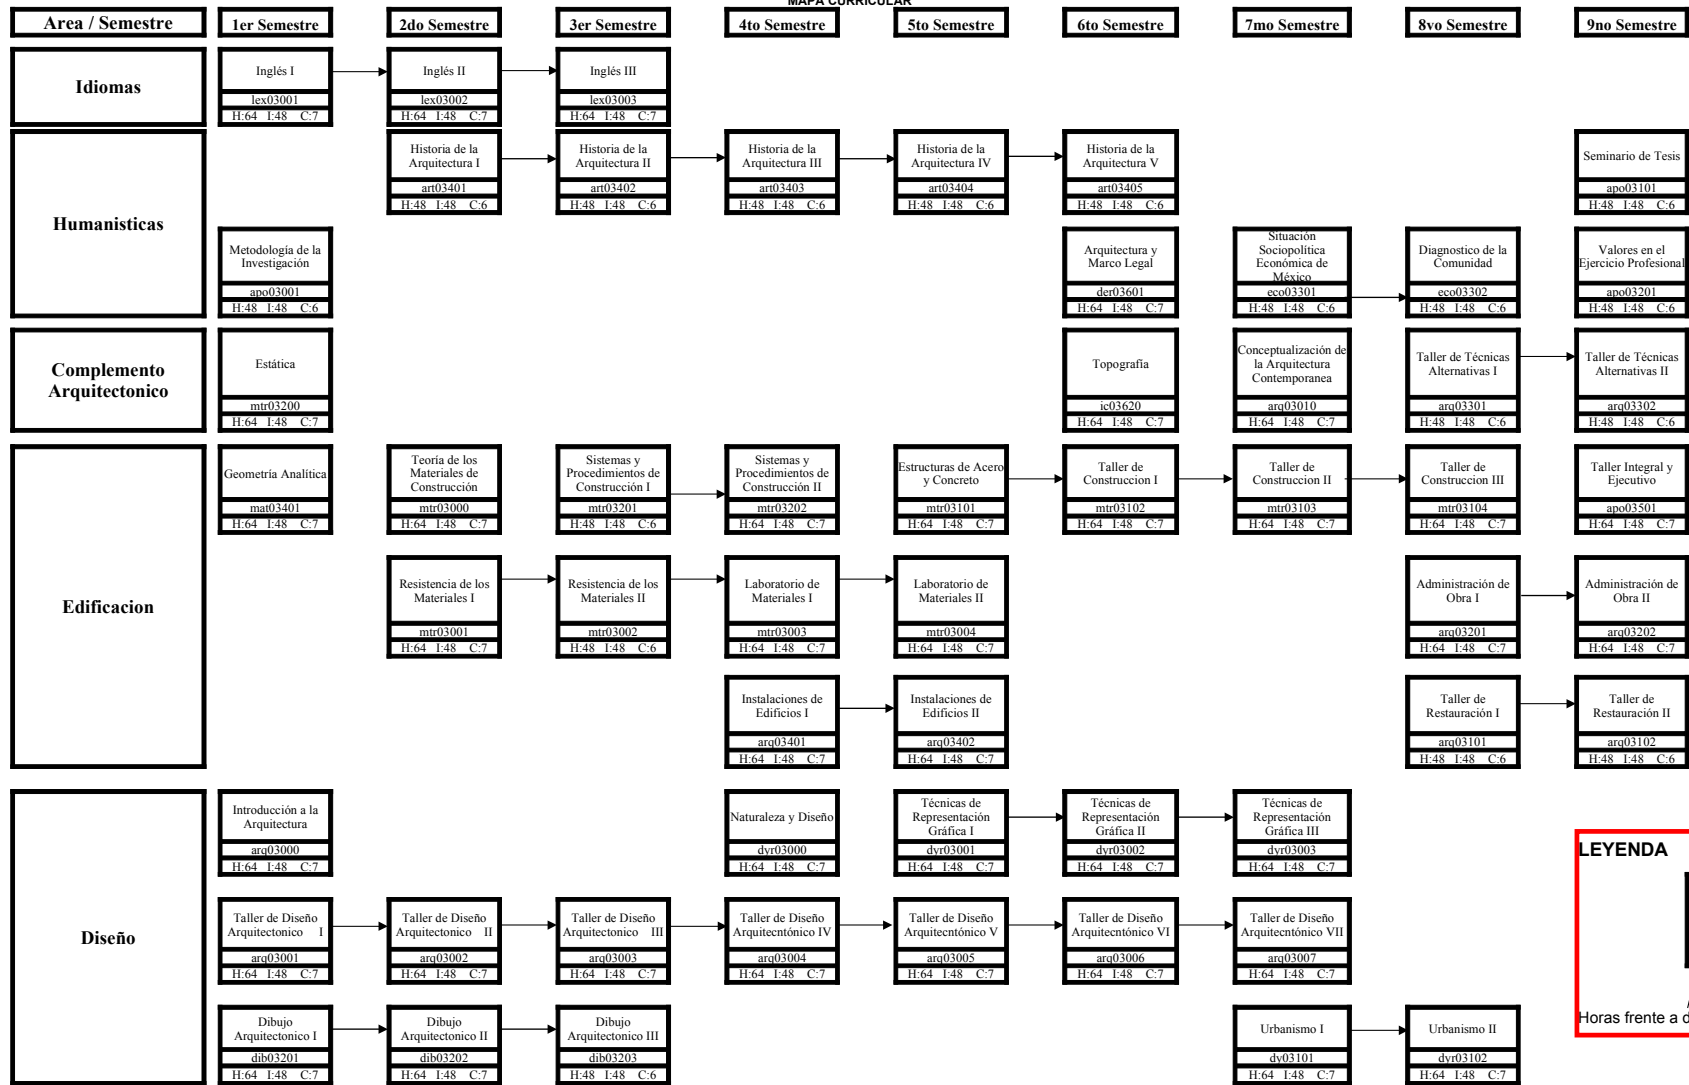 MAPA CURRICULAR
Area / Semestre
1er Semestre
2do Semestre
3er Semestre
4to Semestre
5to Semestre
6to Semestre
7mo Semestre
8vo Semestre
9no Semestre
Idiomas
Inglés I
lex03001
H:64 I:48 C:7
Inglés II
lex03002
H:64 I:48 C:7
Inglés III
lex03003
H:64 I:48 C:7
Humanisticas
Historia de la
Arquitectura I
art03401
H:48 I:48 C:6
Historia de la
Arquitectura II
art03402
H:48 I:48 C:6
Historia de la
Arquitectura III
art03403
H:48 I:48 C:6
Historia de la
Arquitectura IV
art03404
H:48 I:48 C:6
Historia de la
Arquitectura V
art03405
H:48 I:48 C:6
Seminario de Tesis
apo03101
H:48 I:48 C:6
Metodología de la
Investigación
apo03001
H:48 I:48 C:6
Arquitectura y
Marco Legal
der03601
H:64 I:48 C:7
Situación
Sociopolítica
Económica de
México
eco03301
H:48 I:48 C:6
Diagnostico de la
Comunidad
eco03302
H:48 I:48 C:6
Valores en el
Ejercicio Profesional
apo03201
H:48 I:48 C:6
Complemento
Arquitectonico
Estática
mtr03200
H:64 I:48 C:7
Topografía
ic03620
H:64 I:48 C:7
Conceptualización de
la Arquitectura
Contemporanea
arq03010
H:64 I:48 C:7
Taller de Técnicas
Alternativas I
arq03301
H:48 I:48 C:6
Taller de Técnicas
Alternativas II
arq03302
H:48 I:48 C:6
Edificacion
Geometría Analítica
mat03401
H:64 I:48 C:7
Teoría de los
Materiales de
Construcción
mtr03000
H:64 I:48 C:7
Sistemas y
Procedimientos de
Construcción I
mtr03201
H:48 I:48 C:6
Sistemas y
Procedimientos de
Construcción II
mtr03202
H:64 I:48 C:7
Estructuras de Acero
y Concreto
mtr03101
H:64 I:48 C:7
Taller de
Construccion I
mtr03102
H:64 I:48 C:7
Taller de
Construccion II
mtr03103
H:64 I:48 C:7
Taller de
Construccion III
mtr03104
H:64 I:48 C:7
Taller Integral y
Ejecutivo
apo03501
H:64 I:48 C:7
Resistencia de los
Materiales I
mtr03001
H:64 I:48 C:7
Resistencia de los
Materiales II
mtr03002
H:48 I:48 C:6
Laboratorio de
Materiales I
mtr03003
H:64 I:48 C:7
Laboratorio de
Materiales II
mtr03004
H:64 I:48 C:7
Administración de
Obra I
arq03201
H:64 I:48 C:7
Administración de
Obra II
arq03202
H:64 I:48 C:7
Instalaciones de
Edificios I
arq03401
H:64 I:48 C:7
Instalaciones de
Edificios II
arq03402
H:64 I:48 C:7
Taller de
Restauración I
arq03101
H:48 I:48 C:6
Taller de
Restauración II
arq03102
H:48 I:48 C:6
Diseño
Introducción a la
Arquitectura
arq03000
H:64 I:48 C:7
Naturaleza y Diseño
dyr03000
H:64 I:48 C:7
Técnicas de
Representación
Gráfica I
dyr03001
H:64 I:48 C:7
Técnicas de
Representación
Gráfica II
dyr03002
H:64 I:48 C:7
Técnicas de
Representación
Gráfica III
dyr03003
H:64 I:48 C:7
LEYENDA
Horas frente a d
Taller de Diseño
Arquitectonico I
arq03001
H:64 I:48 C:7
Taller de Diseño
Arquitectonico II
arq03002
H:64 I:48 C:7
Taller de Diseño
Arquitectonico III
arq03003
H:64 I:48 C:7
Taller de Diseño
Arquitecntónico IV
arq03004
H:64 I:48 C:7
Taller de Diseño
Arquitecntónico V
arq03005
H:64 I:48 C:7
Taller de Diseño
Arquitecntónico VI
arq03006
H:64 I:48 C:7
Taller de Diseño
Arquitecntónico VII
arq03007
H:64 I:48 C:7
Dibujo
Arquitectonico I
dib03201
H:64 I:48 C:7
Dibujo
Arquitectonico II
dib03202
H:64 I:48 C:7
Dibujo
Arquitectonico III
dib03203
H:48 I:48 C:6
Urbanismo I
dy03101
H:64 I:48 C:7
Urbanismo II
dyr03102
H:64 I:48 C:7